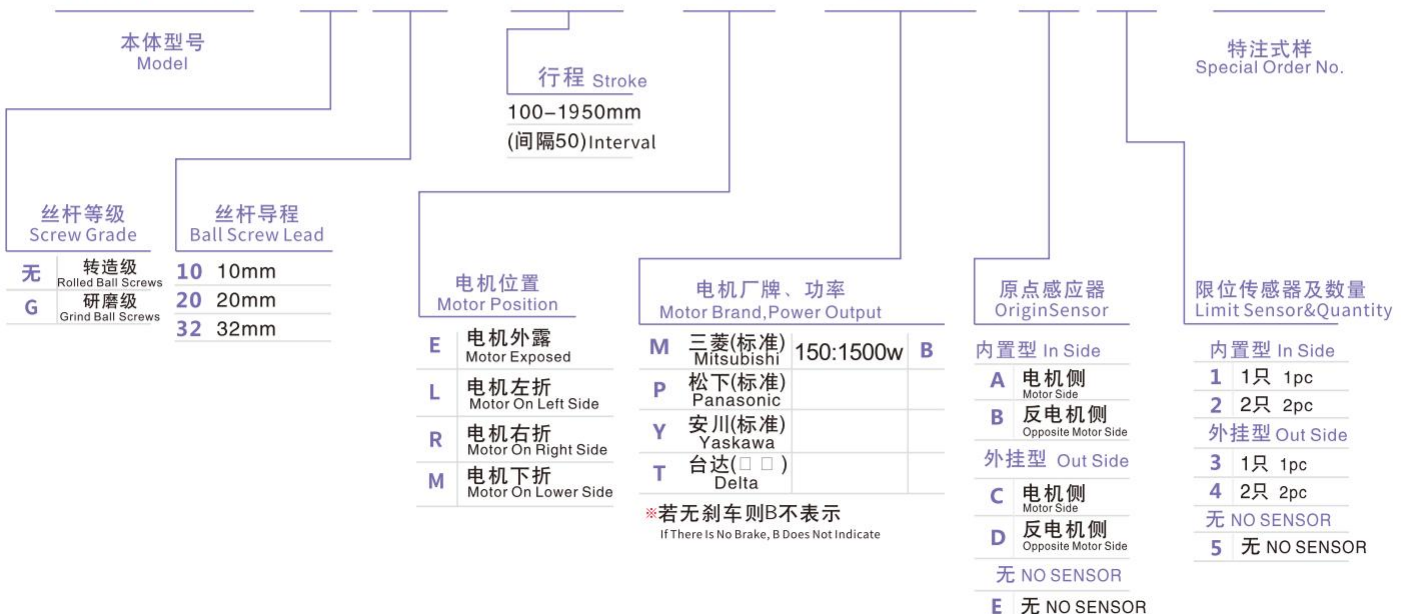 本体型号
Model
特注式样
Special Order No.
行程 Stroke
100-1950mm
(间隔50)Interval
丝杆等级
Screw Grade
无 转造级
Rolled Ball Screws
G 研磨级
Grind Ball Screws
丝杆导程
Ball Screw Lead
10 10mm
20 20mm
32 32mm
电机位置
Motor Position
E 电机外露
Motor Exposed
L 电机左折
Motor On Left Side
R 电机右折
Motor On Right Side
M 电机下折
Motor On Lower Side
电机厂牌、功率
Motor Brand,Power Output
M 三菱(标准) 150:1500w B
Mitsubishi
P 松下(标准)
Panasonic
Y 安川(标准)
Yaskawa
T 台达(□ □ )
Delta
※若无刹车则B不表示
If There Is No Brake, B Does Not Indicate
原点感应器
OriginSensor
内置型 In Side
A 电机侧
Motor Side
B 反电机侧
Opposite Motor Side
外挂型 Out Side
C 电机侧
Motor Side
D 反电机侧
Opposite Motor Side
无 NO SENSOR
E 无 NO SENSOR
限位传感器及数量
Limit Sensor&Quantity
内置型 In Side
1 1只 1pc
2 2只 2pc
外挂型 Out Side
3 1只 1pc
4 2只 2pc
无 NO SENSOR
5 无 NO SENSOR